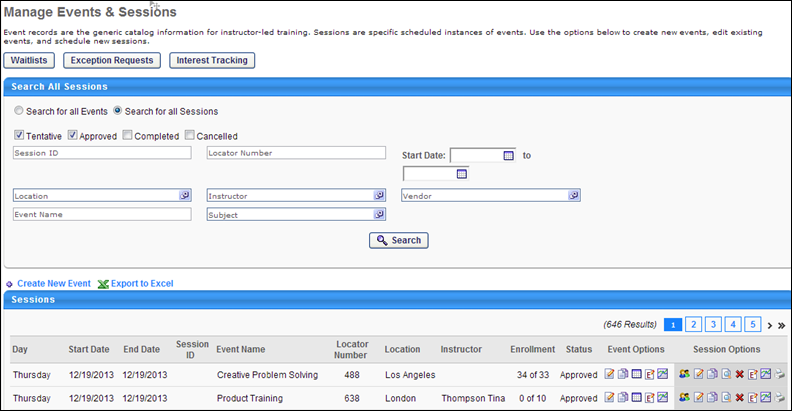 Manage Events & Sessions
Event records are the generic catalog information for instructor-led training. Sessions are specific scheduled instances of events. Use the options below to create new events, edit existing
events, and schedule new sessions.
Waitlists Exception Requests Interest Tracking
Search All Sessions
Search for all Events Search for all Sessions
Tentative Approved Completed Cancelled
Session ID Locator Number Start Date: to
Location Instructor Vendor
Event Name Subject
Search
Create New Event Export to Excel
Sessions
(646 Results) 1 2 3 4 5 > »
Day Start Date End Date Session ID Event Name Locator Number Location Instructor Enrollment Status Event Options Session Options
Thursday 12/19/2013 12/19/2013 Creative Problem Solving 488 Los Angeles 34 of 33 Approved
Thursday 12/19/2013 12/19/2013 Product Training 638 London Thompson Tina 0 of 10 Approved